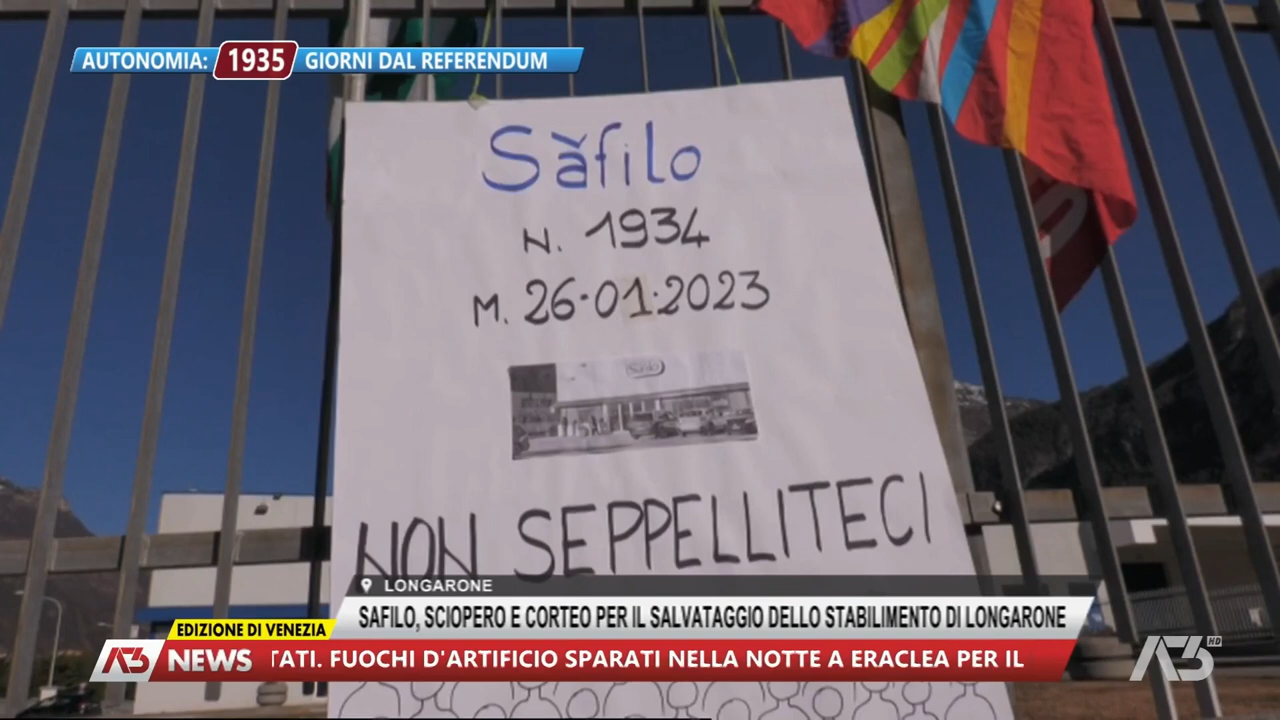 AUTONOMIA: 1935 GIORNI DAL REFERENDUM
Săfilo
N. 1934
M. 26-01-2023
Safilo
NON SEPPELLITECI
LONGARONE
SAFILO, SCIOPERO E CORTEO PER IL SALVATAGGIO DELLO STABILIMENTO DI LONGARONE
EDIZIONE DI VENEZIA
A3 NEWS TATI. FUOCHI D'ARTIFICIO SPARATI NELLA NOTTE A ERACLEA PER IL
A3 HD